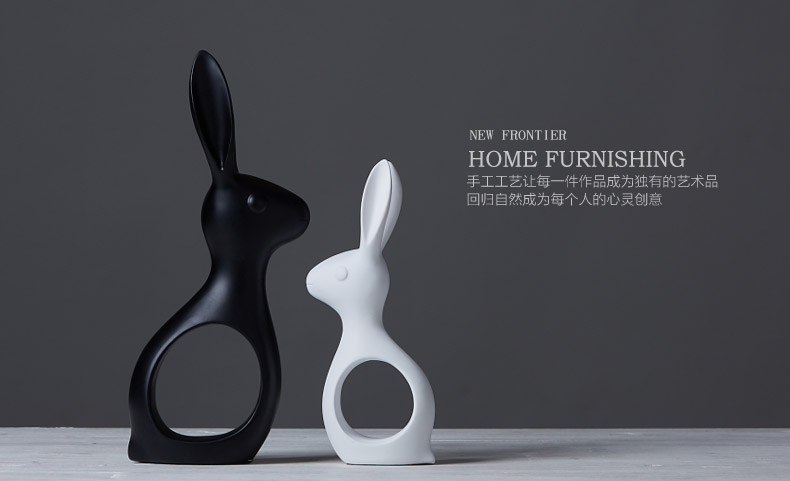 NEW FRONTIER
HOME FURNISHING
手工工艺让每一件作品成为独有的艺术品
回归自然成为每个人的心灵创意